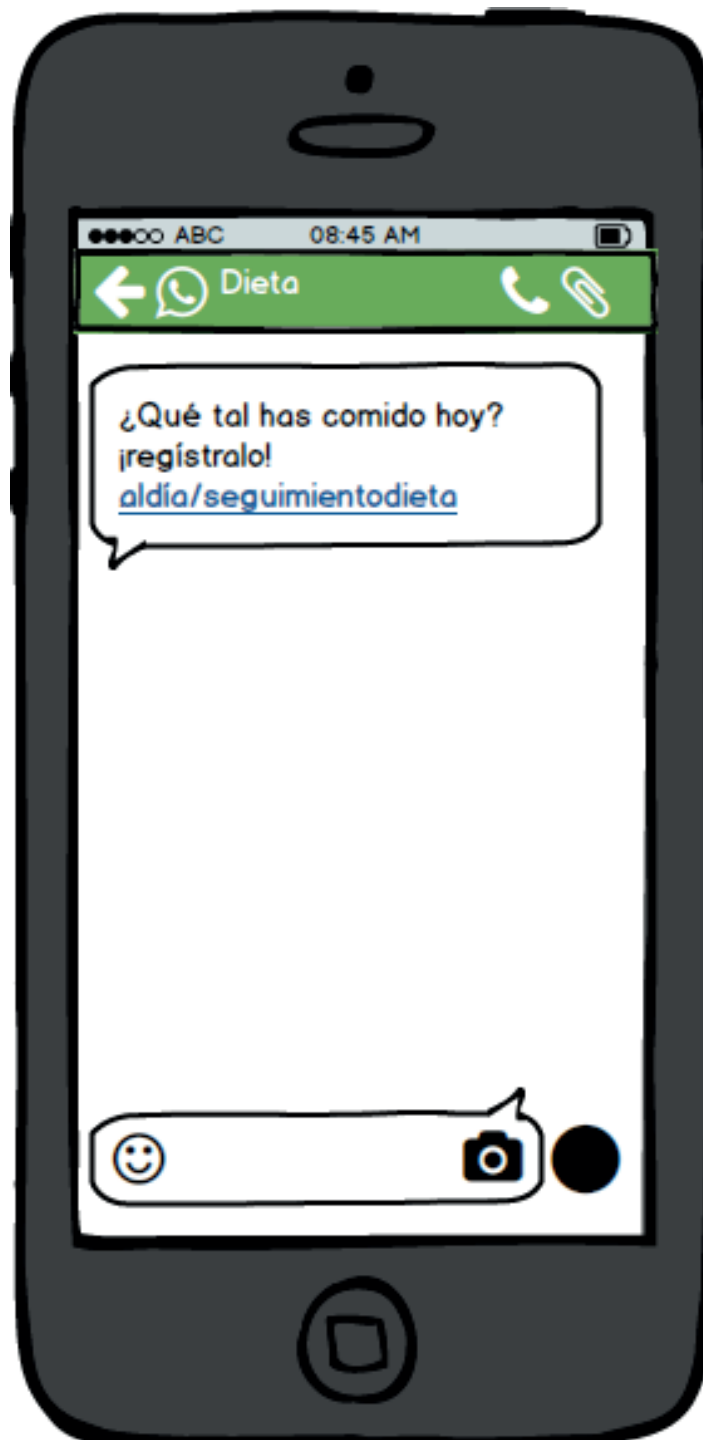 ABC 08:45 AM
Dieta
¿Qué tal has comido hoy?
¡regístralo!
aldía/seguimientodieta